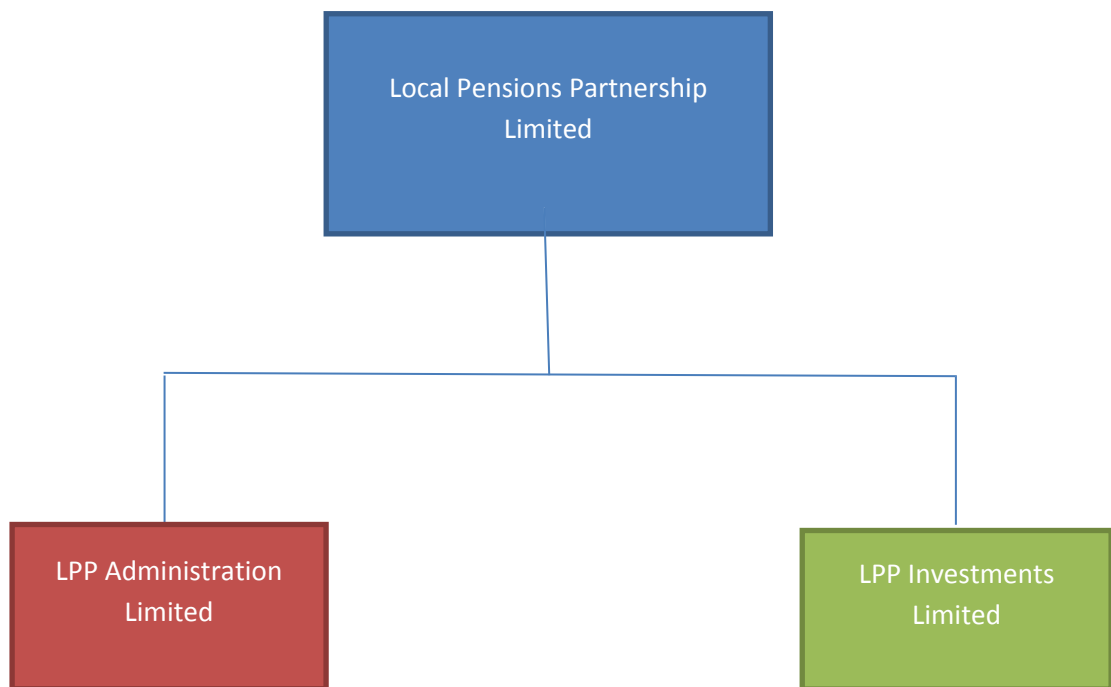 Local Pensions Partnership
Limited
LPP Administration
Limited
LPP Investments
Limited